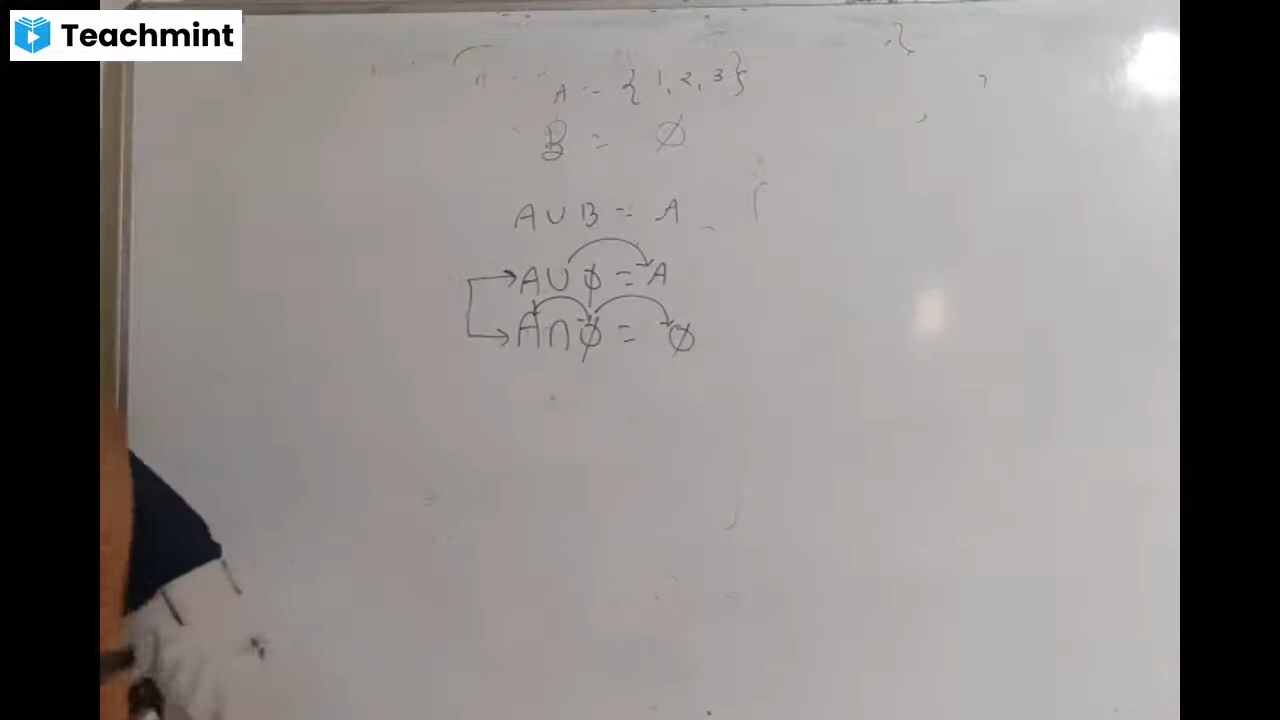 Teachmint
A = {1, 2, 3}
B = Ø
A∪B = A
A∪Ø = A
A∩Ø = Ø